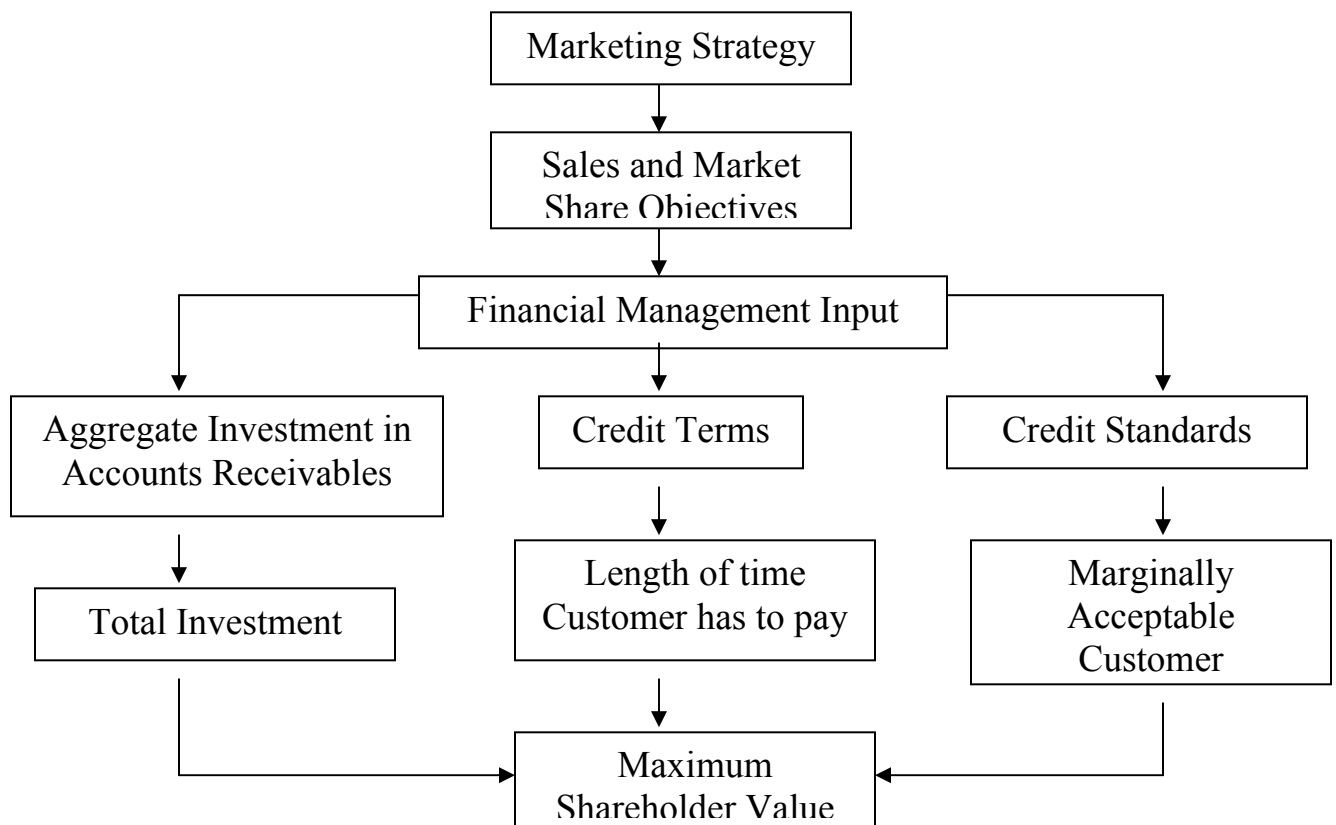 Marketing Strategy
Sales and Market
Share Objectives
Financial Management Input
Aggregate Investment in
Accounts Receivables
Credit Terms
Credit Standards
Total Investment
Length of time
Customer has to pay
Marginally
Acceptable
Customer
Maximum
Shareholder Value